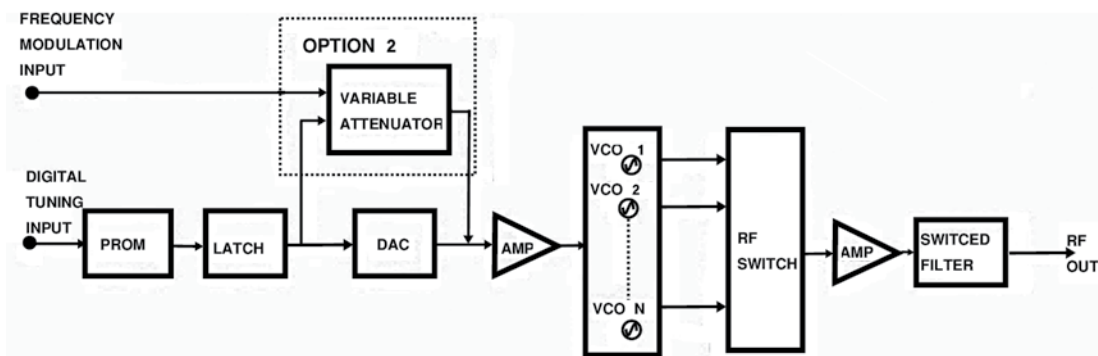 FREQUENCY
MODULATION
INPUT
OPTION 2
VARIABLE
ATTENUATOR
DIGITAL
TUNING
INPUT
PROM
LATCH
DAC
AMP
VCO 1
VCO 2
VCO N
RF
SWITCH
AMP
SWITCED
FILTER
RF
OUT